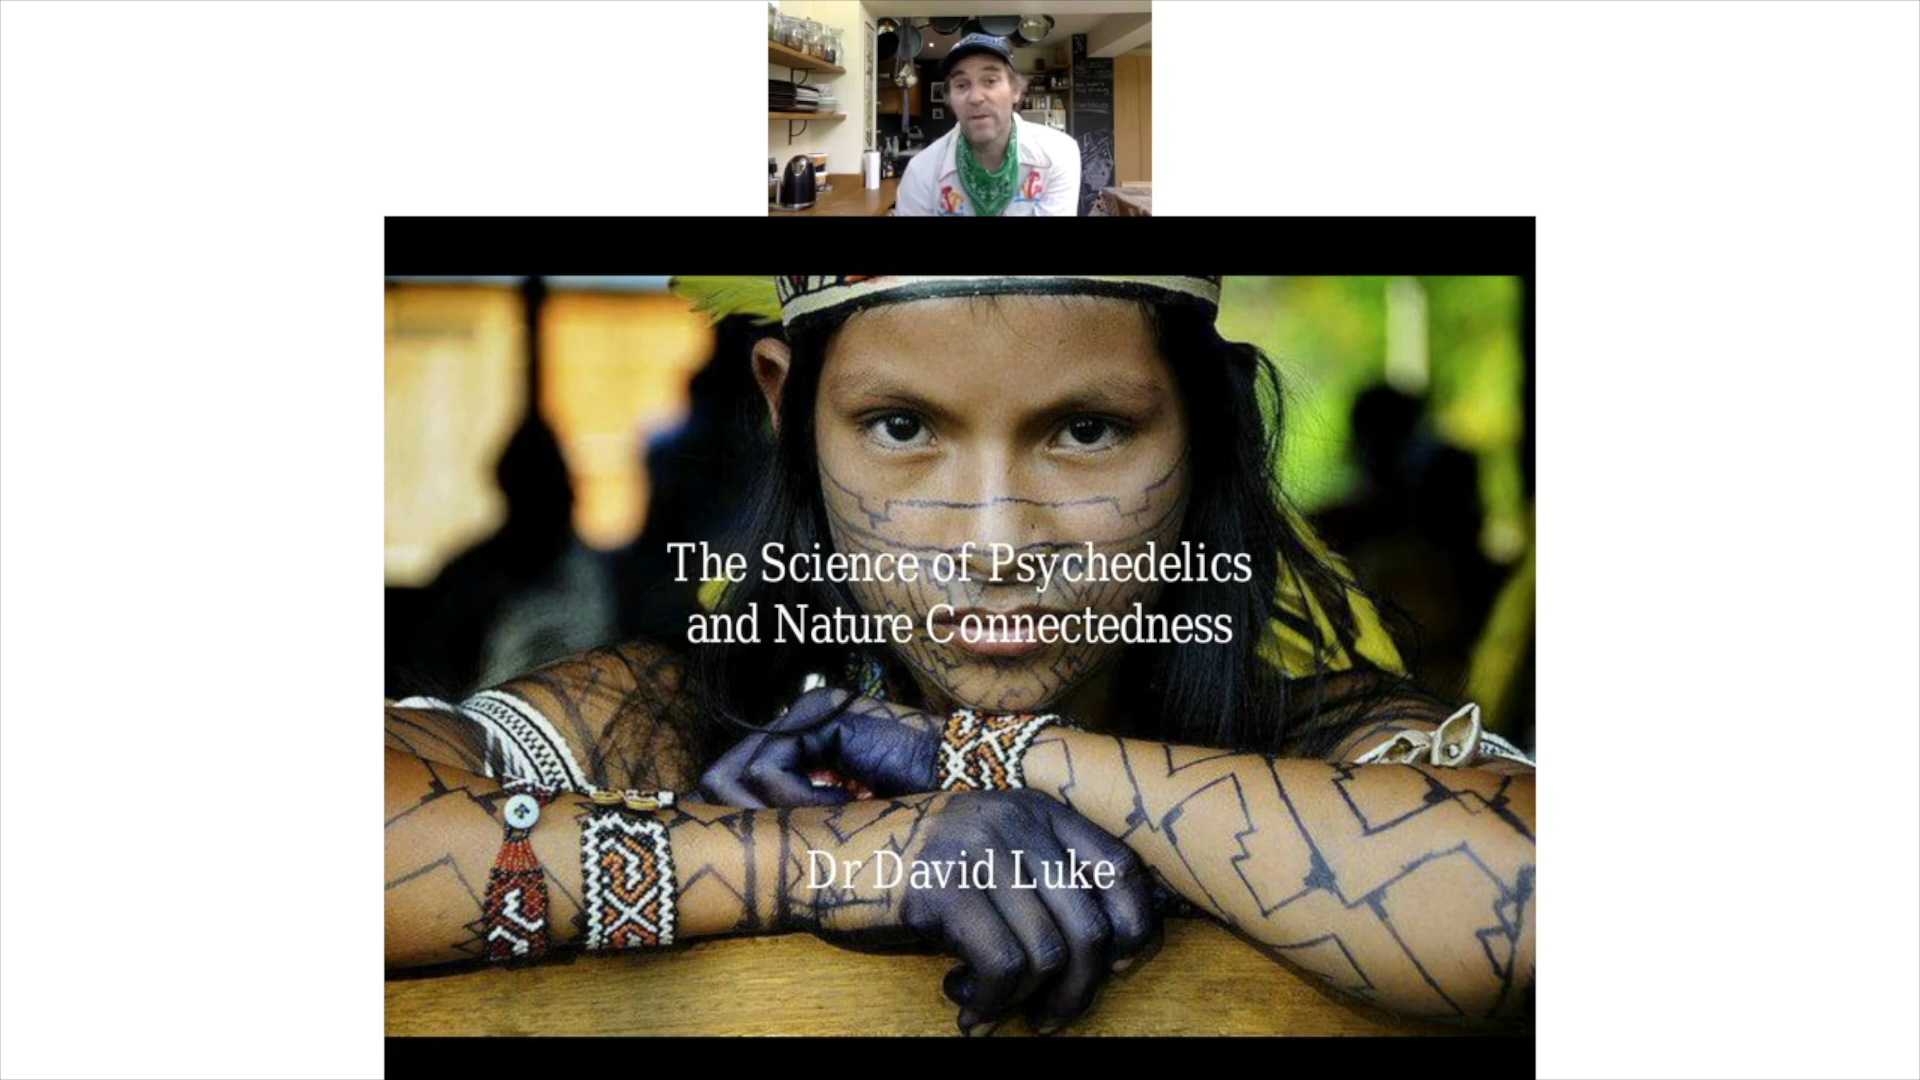 The Science of Psychedelics
and Nature Connectedness
Dr David Luke